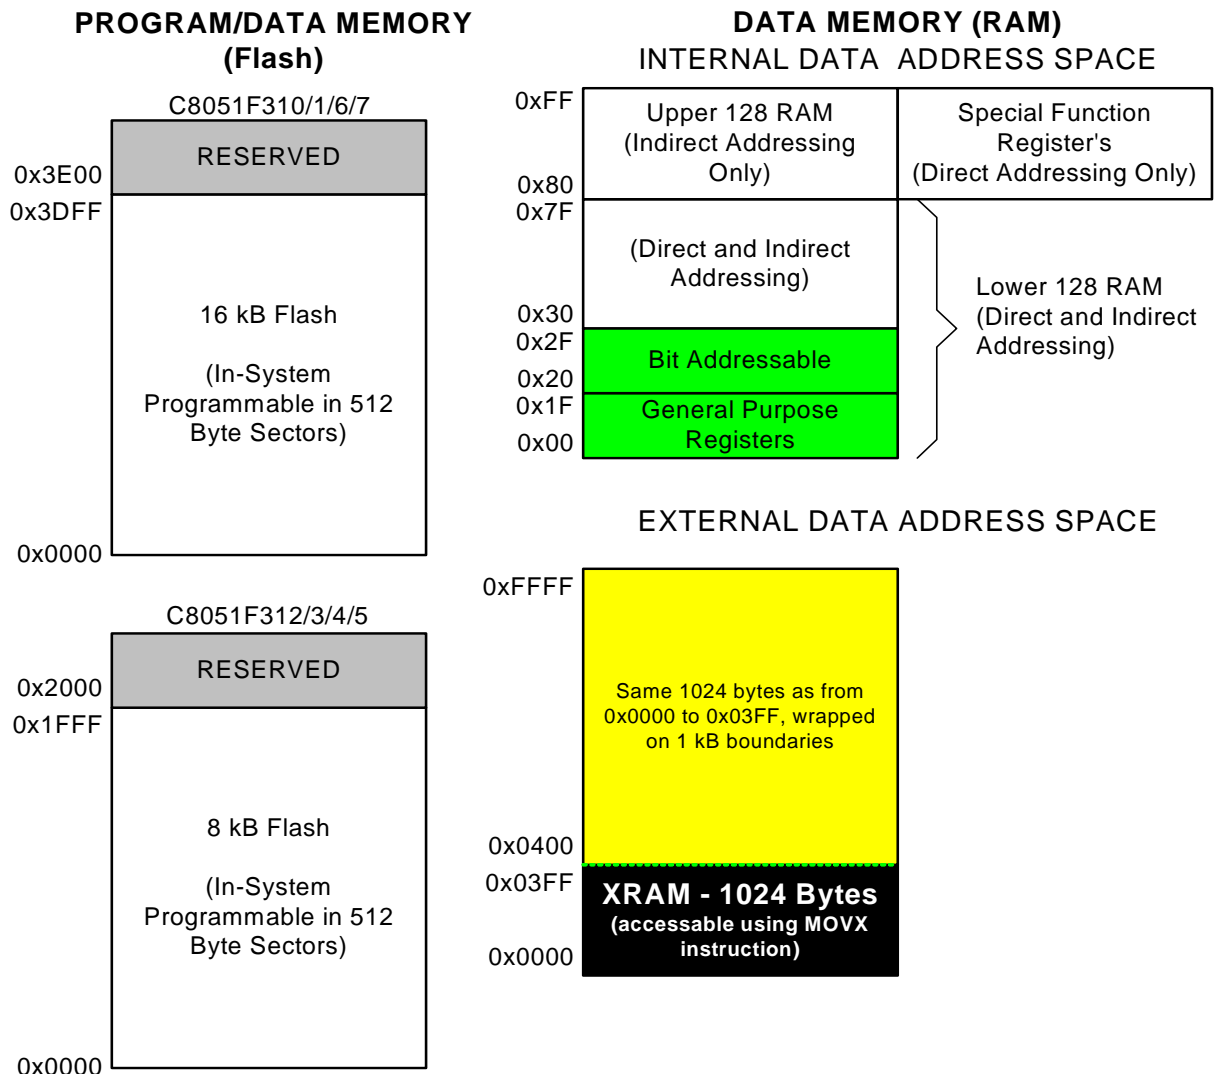 PROGRAM/DATA MEMORY
(Flash)
C8051F310/1/6/7
RESERVED
0x3E00
0x3DFF
16 kB Flash
(In-System
Programmable in 512
Byte Sectors)
0x0000
C8051F312/3/4/5
RESERVED
0x2000
0x1FFF
8 kB Flash
(In-System
Programmable in 512
Byte Sectors)
0x0000
DATA MEMORY (RAM)
INTERNAL DATA ADDRESS SPACE
0xFF
Upper 128 RAM
(Indirect Addressing
Only)
0x80
Special Function
Register's
(Direct Addressing Only)
0x7F
(Direct and Indirect
Addressing)
0x30
0x2F
Bit Addressable
0x20
0x1F
General Purpose
Registers
0x00
Lower 128 RAM
(Direct and Indirect
Addressing)
EXTERNAL DATA ADDRESS SPACE
0xFFFF
Same 1024 bytes as from
0x0000 to 0x03FF, wrapped
on 1 kB boundaries
0x0400
0x03FF
XRAM - 1024 Bytes
(accessable using MOVX
instruction)
0x0000